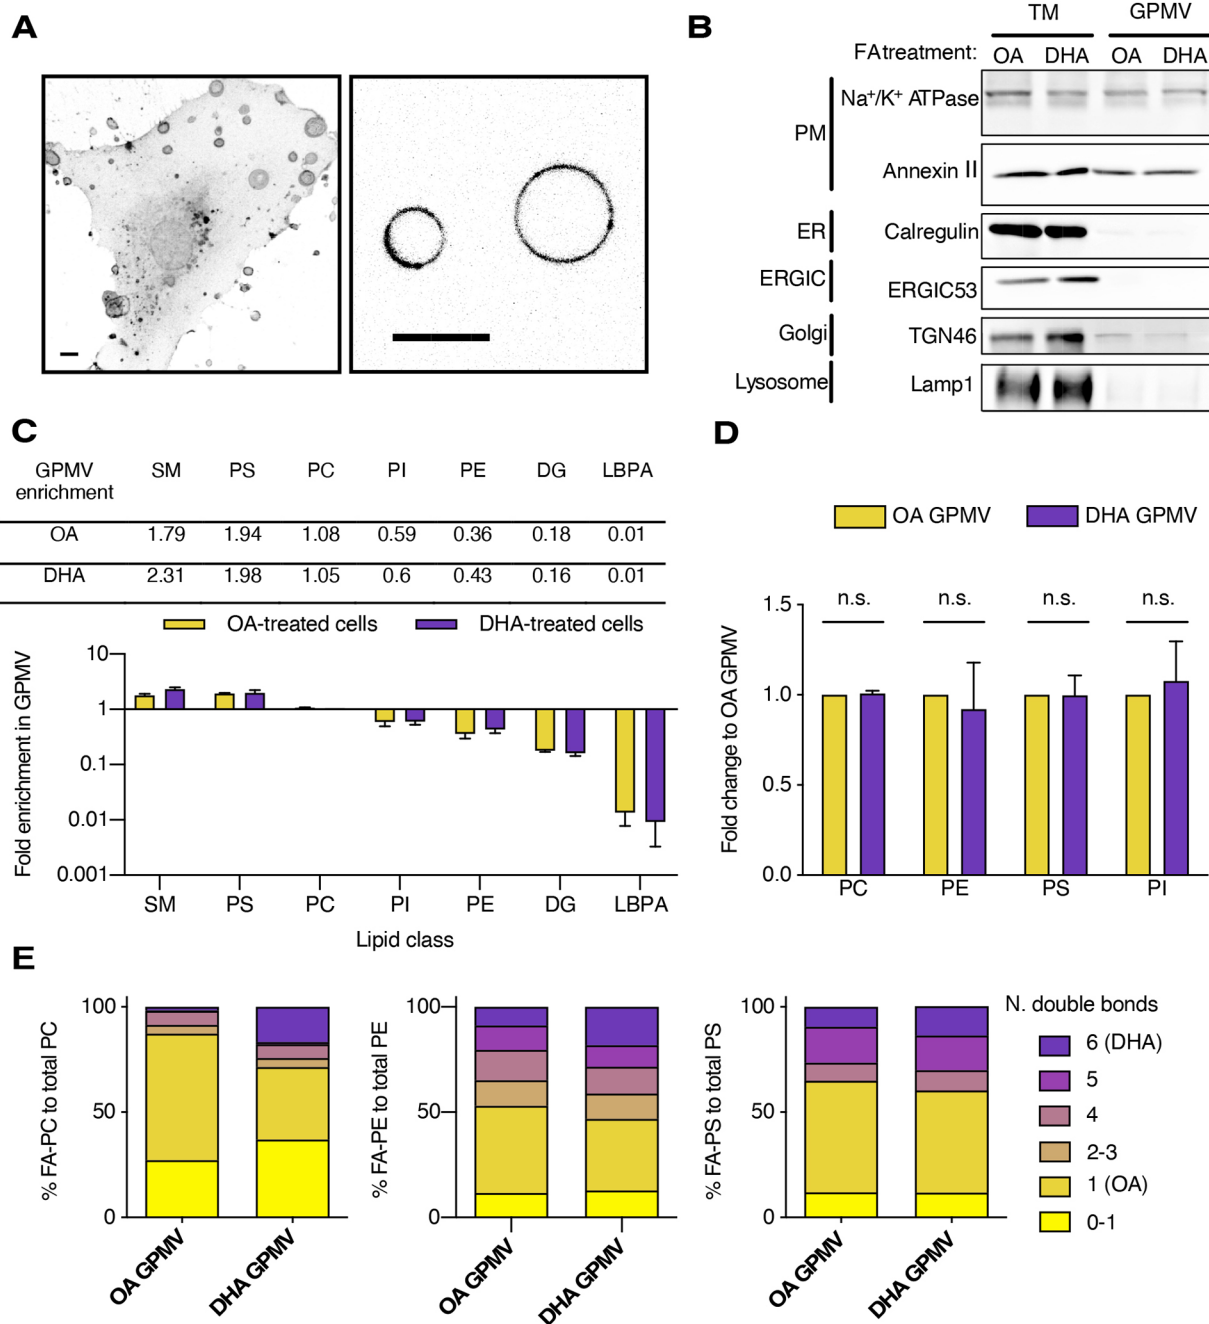 A
B
TM GPMV
FA treatment: OA DHA OA DHA
PM
Na+/K+ ATPase
Annexin II
ER Calregulin
ERGIC ERGIC53
Golgi TGN46
Lysosome Lamp1
C
GPMV enrichment SM PS PC PI PE DG LBPA
OA 1.79 1.94 1.08 0.59 0.36 0.18 0.01
DHA 2.31 1.98 1.05 0.6 0.43 0.16 0.01
OA-treated cells DHA-treated cells
Fold enrichment in GPMV
10
1
0.1
0.01
0.001
SM PS PC PI PE DG LBPA
Lipid class
D
OA GPMV DHA GPMV
Fold change to OA GPMV
1.5
1.0
0.5
0.0
n.s. n.s. n.s. n.s.
PC PE PS PI
E
% FA-PC to total PC
100
50
0
OA GPMV DHA GPMV
% FA-PE to total PE
100
50
0
OA GPMV DHA GPMV
% FA-PS to total PS
100
50
0
OA GPMV DHA GPMV
N. double bonds
6 (DHA)
5
4
2-3
1 (OA)
0-1